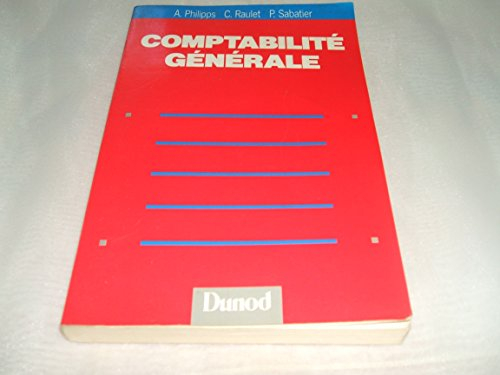 A. Philipps C. Raulet P. Sabatier
COMPTABILITÉ
GÉNÉRALE
Dunod